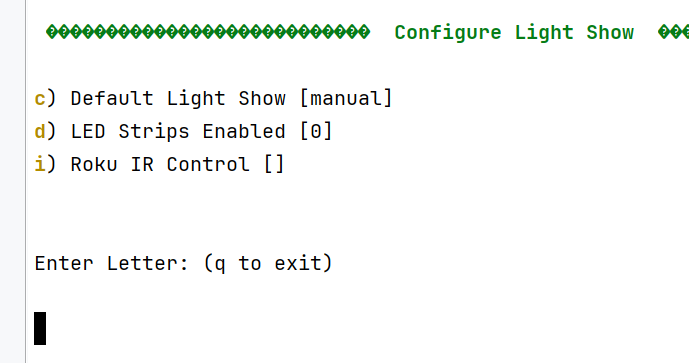 ��������������������������� Configure Light Show ���
c) Default Light Show [manual]
d) LED Strips Enabled [0]
i) Roku IR Control []
Enter Letter: (q to exit)